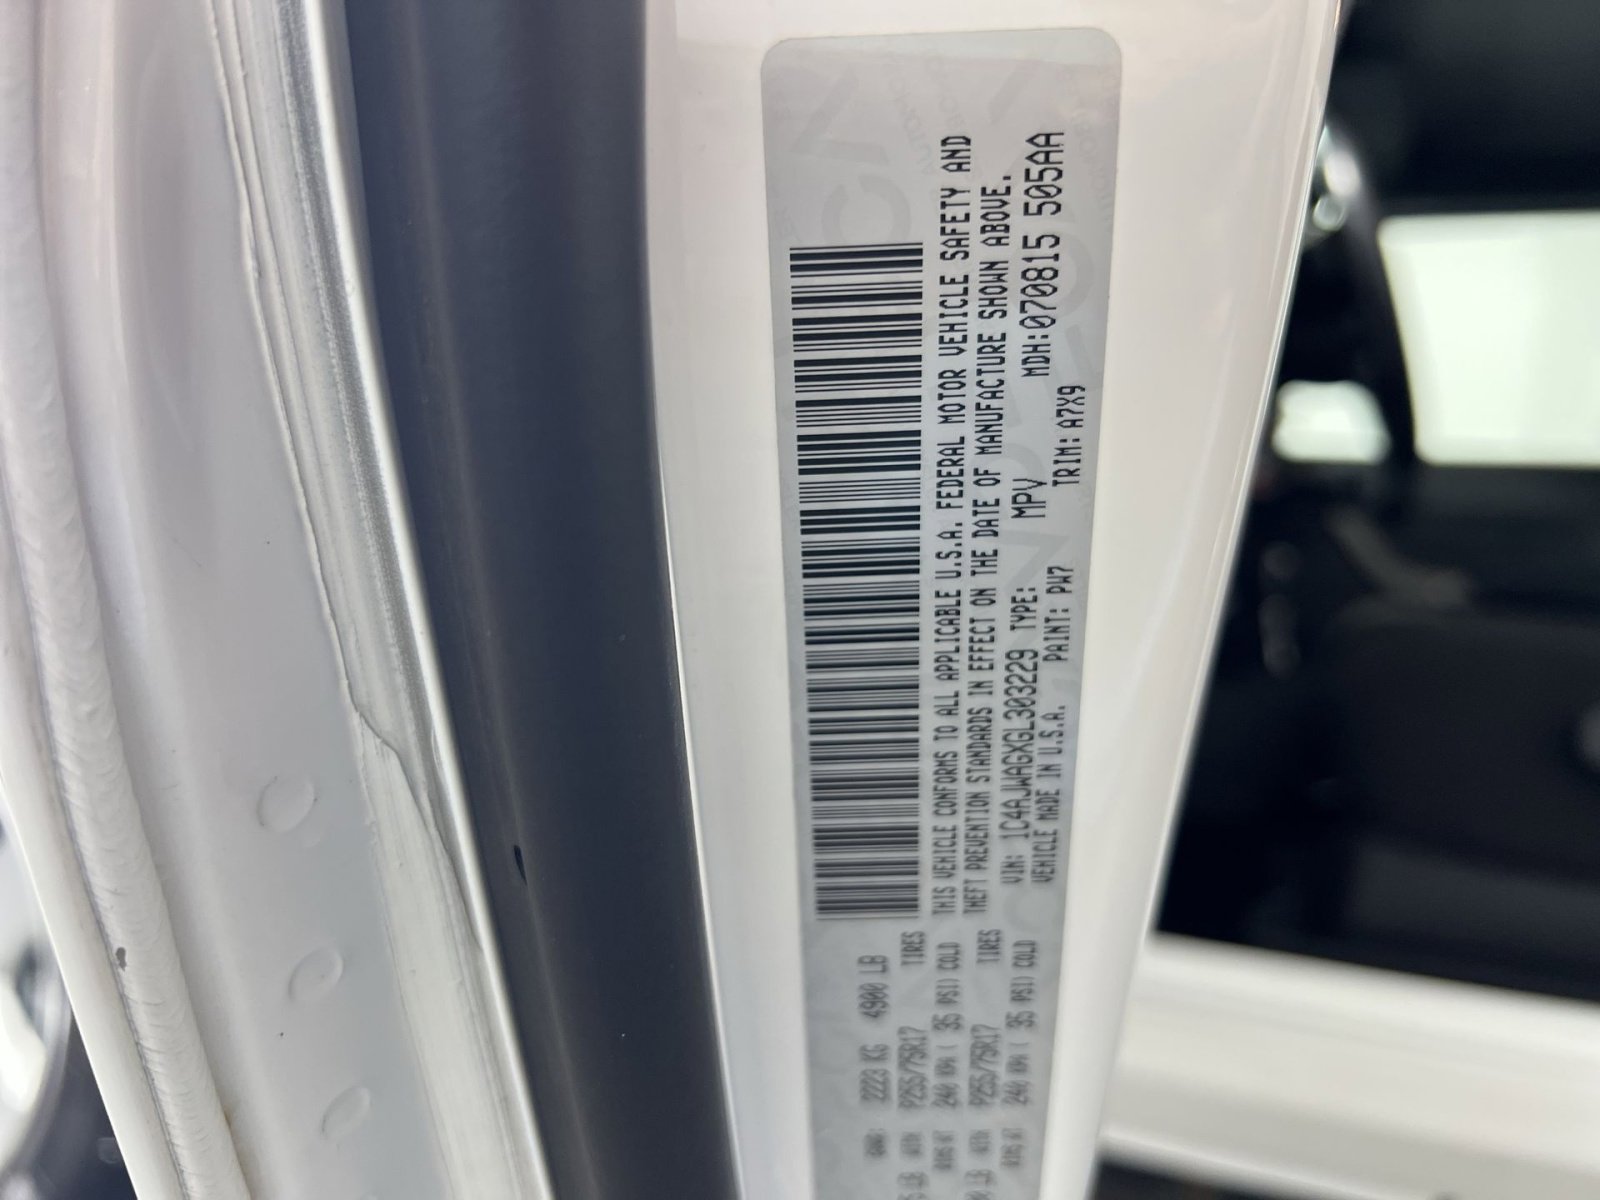 2223 KG 4900 LB
P255/75R17 TIRES
240 KPA ( 35 PSI) COLD
P255/75R17 TIRES
240 KPA ( 35 PSI) COLD
THIS VEHICLE CONFORMS TO ALL APPLICABLE U.S.A. FEDERAL MOTOR VEHICLE SAFETY AND
THEFT PREVENTION STANDARDS IN EFFECT ON THE DATE OF MANUFACTURE SHOWN ABOVE.
VIN: 1C4AJWAGXGL303229 TYPE: MPV MDH:070815 505AA
VEHICLE MADE IN U.S.A. PAINT: PW7 TRIM: A7X9